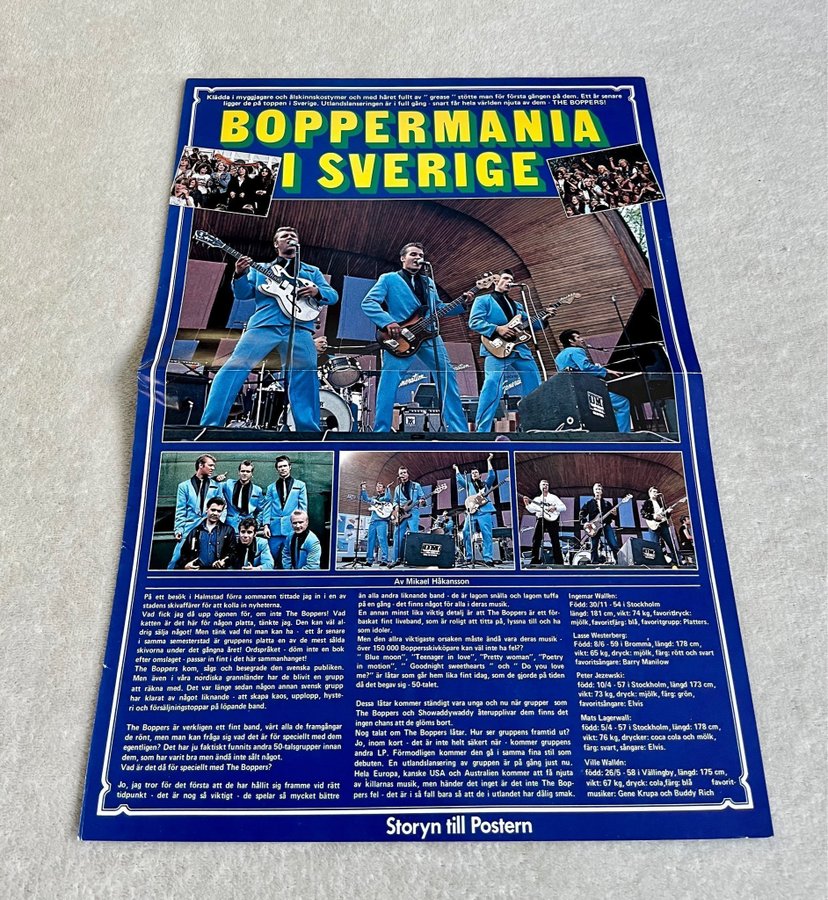 Klädda i myggjagare och ålskinnskostymer och med håret fullt av " grease " stötte man för första gången på dem. Ett år senare
ligger de på toppen i Sverige. Utlandslanseringen är i full gång - snart får hela världen njuta av dem - THE BOPPERS!
BOPPERMANIA
I SVERIGE
Av Mikael Håkansson
På ett besök i Halmstad förra sommaren tittade jag in i en av
stadens skivaffärer för att kolla in nyheterna.
Vad fick jag då upp ögonen för, om inte The Boppers! Vad
katten är det här för någon platta, tänkte jag. Den kan väl al-
drig sälja något! Men tänk vad fel man kan ha - ett år senare
i samma semesterstad är gruppens platta en av de mest sålda
skivorna under det gångna året! Ordspråket - döm inte en bok
efter omslaget - passar in fint i det här sammanhanget!
The Boppers kom, sågs och besegrade den svenska publiken.
Men även i våra nordiska grannländer har de blivit en grupp
att räkna med. Det var länge sedan någon annan svensk grupp
har klarat av något liknande - att skapa kaos, upplopp, hyste-
ri och försäljningstoppar på löpande band.
The Boppers är verkligen ett fint band, värt alla de framgångar
de rönt, men man kan fråga sig vad det är för speciellt med dem
egentligen? Det har ju faktiskt funnits andra 50-talsgrupper innan
dem, som har varit bra men ändå inte sålt något.
Vad är det då för speciellt med The Boppers?
Jo, jag tror för det första att de har hållit sig framme vid rätt
tidpunkt - det är nog så viktigt - de spelar så mycket bättre
än alla andra liknande band - de är lagom snälla och lagom tuffa
på en gång - det finns något för alla i deras musik.
En annan minst lika viktig detalj är att The Boppers är ett för-
baskat fint liveband, som är roligt att titta på, lyssna till och ha
som idoler.
Men den allra viktigaste orsaken måste ändå vara deras musik -
över 150 000 Boppersskivköpare kan väl inte ha fel??
" Blue moon", "Teenager in love", "Pretty woman", "Poetry
in motion", " Goodnight sweethearts " och " Do you love
me?" är låtar som går hem lika fint idag, som de gjorde på tiden
då det begav sig - 50-talet.
Dessa låtar kommer ständigt vara unga och nu när grupper som
The Boppers och Showaddywaddy återupplivar dem finns det
ingen chans att de glöms bort.
Nog talat om The Boppers låtar. Hur ser gruppens framtid ut?
Jo, inom kort - det är inte helt säkert när - kommer gruppens
andra LP. Förmodligen kommer den gå i samma fina stil som
debuten. En utlandslansering av gruppen är på gång just nu.
Hela Europa, kanske USA och Australien kommer att få njuta
av killarnas musik, men händer det inget är det inte The Bop-
pers fel - det är i så fall bara så att de i utlandet har dålig smak.
Ingemar Wallén:
Född: 30/11 - 54 i Stockholm
längd: 181 cm, vikt: 74 kg, favoritdryck:
mjölk, favoritfärg: blå, favoritgrupp: Platters.
Lasse Westerberg:
Född: 8/6 - 59 i Bromma, längd: 178 cm,
vikt: 65 kg, dryck: mjölk, färg: rött och svart
favoritsångare: Barry Manilow
Peter Jezewski:
född: 10/4 - 57 i Stockholm, längd 173 cm,
vikt: 73 kg, dryck: mjölk, färg: grön,
favoritsångare: Elvis
Mats Lagerwall:
född: 5/4 - 57 i Stockholm, längd: 178 cm,
vikt: 76 kg, drycker: coca cola och mjölk,
färg: svart, sångare: Elvis.
Ville Wallén:
född: 26/5 - 58 i Vällingby, längd: 175 cm,
vikt: 67 kg, dryck: cola,färg: blå favorit-
musiker: Gene Krupa och Buddy Rich
Storyn till Postern